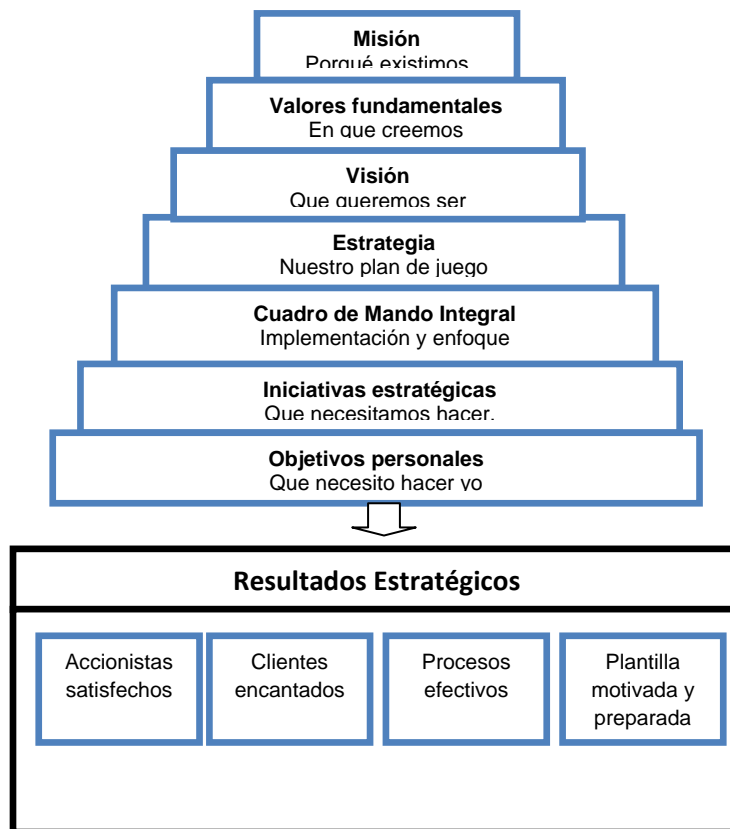 Misión
Porqué existimos
Valores fundamentales
En que creemos
Visión
Que queremos ser
Estrategia
Nuestro plan de juego
Cuadro de Mando Integral
Implementación y enfoque
Iniciativas estratégicas
Que necesitamos hacer.
Objetivos personales
Que necesito hacer yo
Resultados Estratégicos
Accionistas
satisfechos
Clientes
encantados
Procesos
efectivos
Plantilla
motivada y
preparada